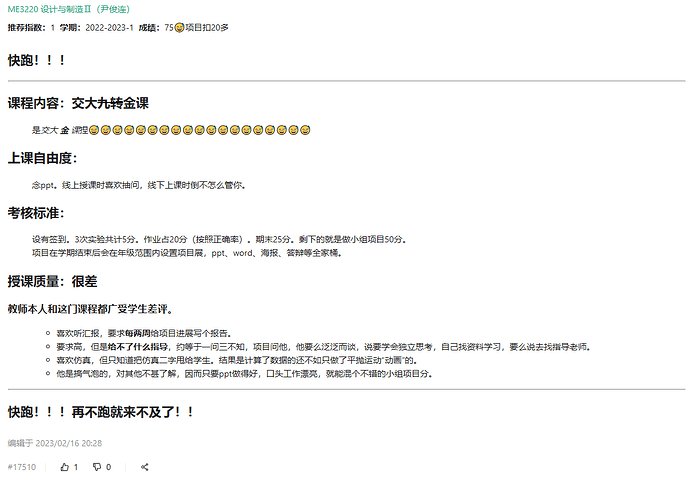 ME3220 设计与制造Ⅱ（尹俊连）
推荐指数：1 学期：2022-2023-1 成绩：75😅项目扣20多
快跑！！！
课程内容：交大九转金课
是交大 金 课程😅😅😅😅😅😅😅😅😅😅😅😅😅😅😅😅😅😅😅
上课自由度：
念ppt。线上授课时喜欢抽问，线下上课时倒不怎么管你。
考核标准：
没有签到。3次实验共计5分。作业占20分（按照正确率）。期末25分。剩下的就是做小组项目50分。
项目在学期结束后会在年级范围内设置项目展，ppt、word、海报、答辩等全家桶。
授课质量：很差
教师本人和这门课程都广受学生差评。
喜欢听汇报，要求每两周给项目进展写个报告。
要求高，但是给不了什么指导，约等于一问三不知，项目问他，他要么泛泛而谈，说要学会独立思考，自己找资料学习，要么说去找指导老师。
喜欢仿真，但只知道把仿真二字甩给学生。结果是计算了数据的还不如只做了平抛运动“动画”的。
他是搞气泡的，对其他不甚了解，因而只要ppt做得好，口头工作漂亮，就能混个不错的小组项目分。
快跑！！！再不跑就来不及了！！
编辑于 2023/02/16 20:28
#17510 1 0